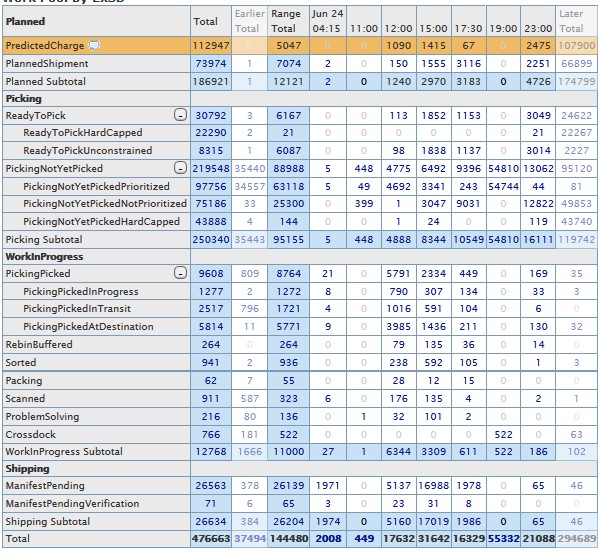 Planned Total Earlier Total Range Total Jun 24 04:15 11:00 12:00 15:00 17:30 19:00 23:00 Later Total
PredictedCharge 112947 0 5047 0 0 1090 1415 67 0 2475 107900
PlannedShipment 73974 1 7074 2 0 150 1555 3116 0 2251 66899
Planned Subtotal 186921 1 12121 2 0 1240 2970 3183 0 4726 174799
Picking
ReadyToPick - 30792 3 6167 0 0 113 1852 1153 0 3049 24622
ReadyToPickHardCapped 22290 2 21 0 0 0 0 0 0 21 22267
ReadyToPickUnconstrained 8315 1 6087 0 0 98 1838 1137 0 3014 2227
PickingNotYetPicked - 219548 35440 88988 5 448 4775 6492 9396 54810 13062 95120
PickingNotYetPickedPrioritized 97756 34557 63118 5 49 4692 3341 243 54744 44 81
PickingNotYetPickedNotPrioritized 75186 33 25300 0 399 1 3047 9031 0 12822 49853
PickingNotYetPickedHardCapped 43888 4 144 0 0 1 24 0 0 119 43740
Picking Subtotal 250340 35443 95155 5 448 4888 8344 10549 54810 16111 119742
WorkInProgress
PickingPicked - 9608 809 8764 21 0 5791 2334 449 0 169 35
PickingPickedInProgress 1277 2 1272 8 0 790 307 134 0 33 3
PickingPickedInTransit 2517 796 1721 4 0 1016 591 104 0 6 0
PickingPickedAtDestination 5814 11 5771 9 0 3985 1436 211 0 130 32
RebinBuffered 264 0 264 0 0 79 135 36 0 14 0
Sorted 941 2 936 0 0 238 592 105 0 1 3
Packing 62 7 55 0 0 28 12 15 0 0 0
Scanned 911 587 323 6 0 176 135 4 0 2 1
ProblemSolving 216 80 136 0 1 32 101 2 0 0 0
Crossdock 766 181 522 0 0 0 0 0 522 0 63
WorkInProgress Subtotal 12768 1666 11000 27 1 6344 3309 611 522 186 102
Shipping
ManifestPending 26563 378 26139 1971 0 5137 16988 1978 0 65 46
ManifestPendingVerification 71 6 65 3 0 23 31 8 0 0 0
Shipping Subtotal 26634 384 26204 1974 0 5160 17019 1986 0 65 46
Total 476663 37494 144480 2008 449 17632 31642 16329 55332 21088 294689